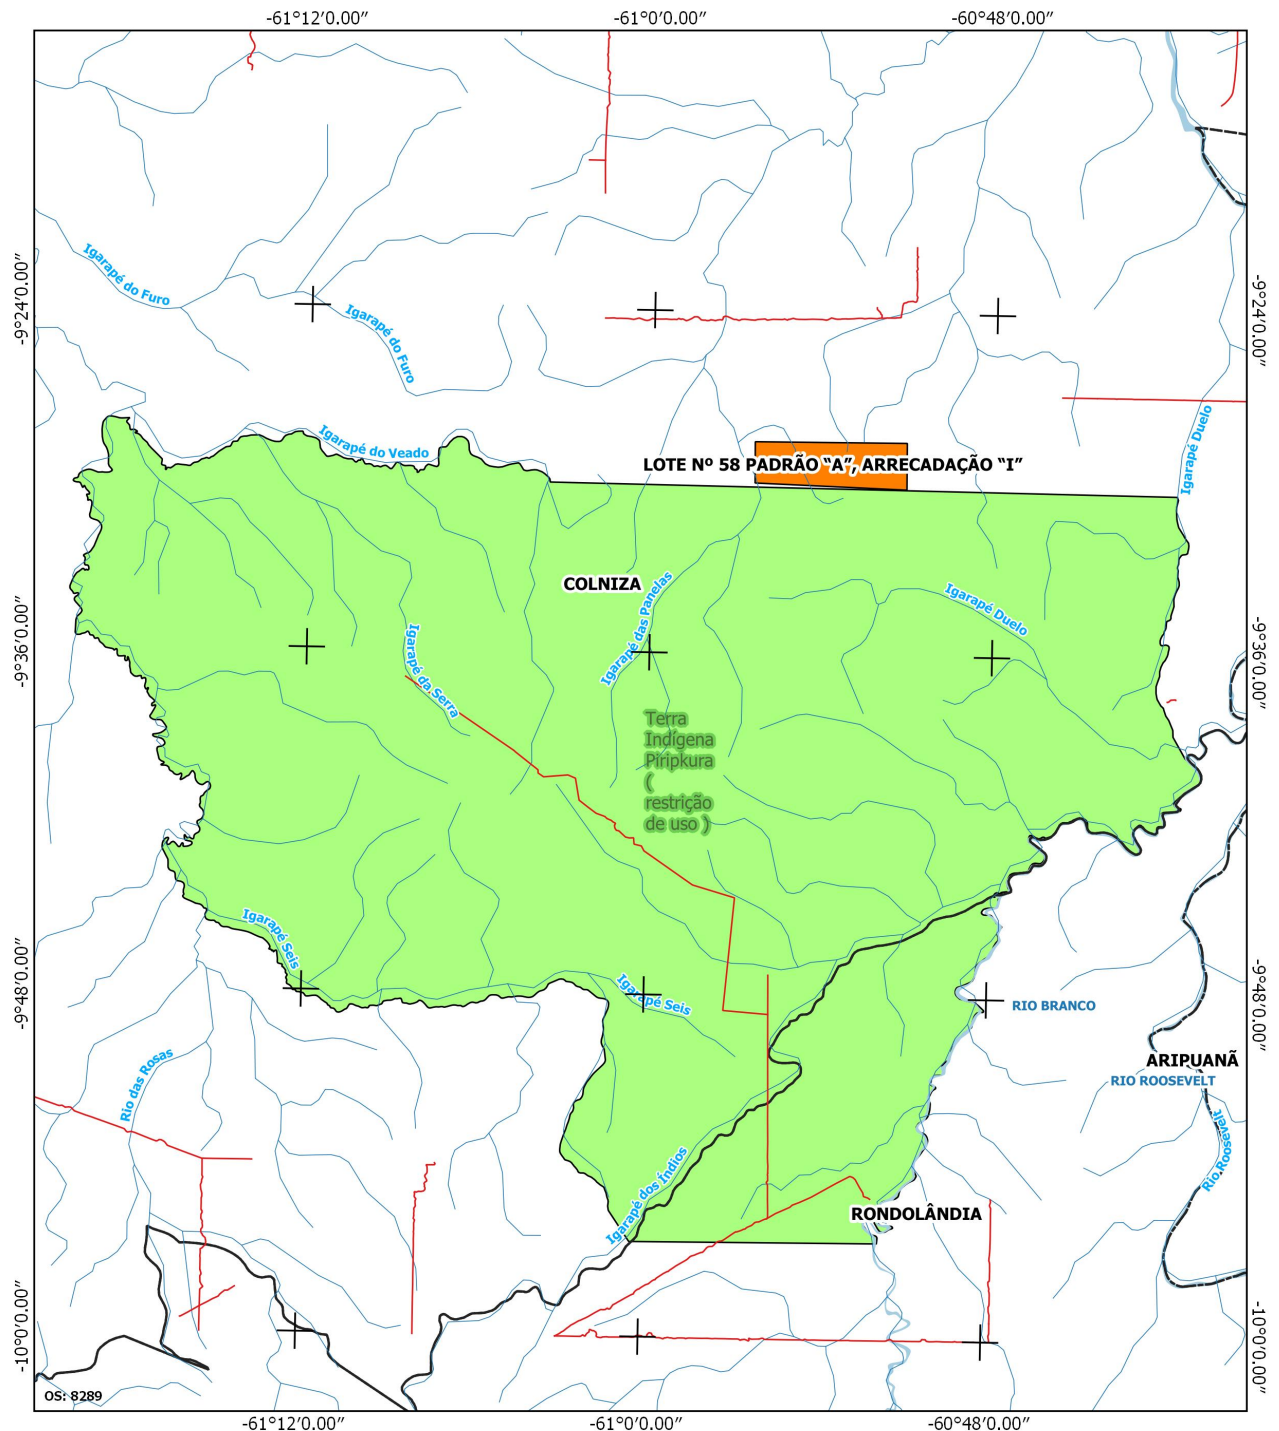 -61°12′0.00″
-61°0′0.00″
-60°48′0.00″
-9°24′0.00″
-9°24′0.00″
Igarapé do Furo
Igarapé do Furo
Igarapé do Veado
Igarapé Duelo
LOTE Nº 58 PADRÃO “A”, ARRECADAÇÃO “I”
COLNIZA
Igarapé das Panelas
Igarapé Duelo
-9°36′0.00″
-9°36′0.00″
Igarapé da Serra
Terra
Indígena
Piripkura
(
restrição
de uso )
Igarapé Seis
Igarapé Seis
-9°48′0.00″
-9°48′0.00″
RIO BRANCO
ARIPUANÃ
RIO ROOSEVELT
Rio das Rosas
Rio Roosevelt
Igarapé dos Índios
RONDOLÂNDIA
-10°0′0.00″
-10°0′0.00″
OS: 8289
-61°12′0.00″
-61°0′0.00″
-60°48′0.00″